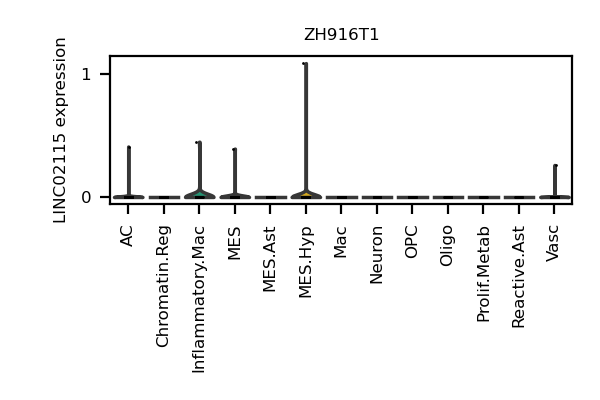 ZH916T1
LINC02115 expression
1
0
AC
Chromatin.Reg
Inflammatory.Mac
MES
MES.Ast
MES.Hyp
Mac
Neuron
OPC
Oligo
Prolif.Metab
Reactive.Ast
Vasc